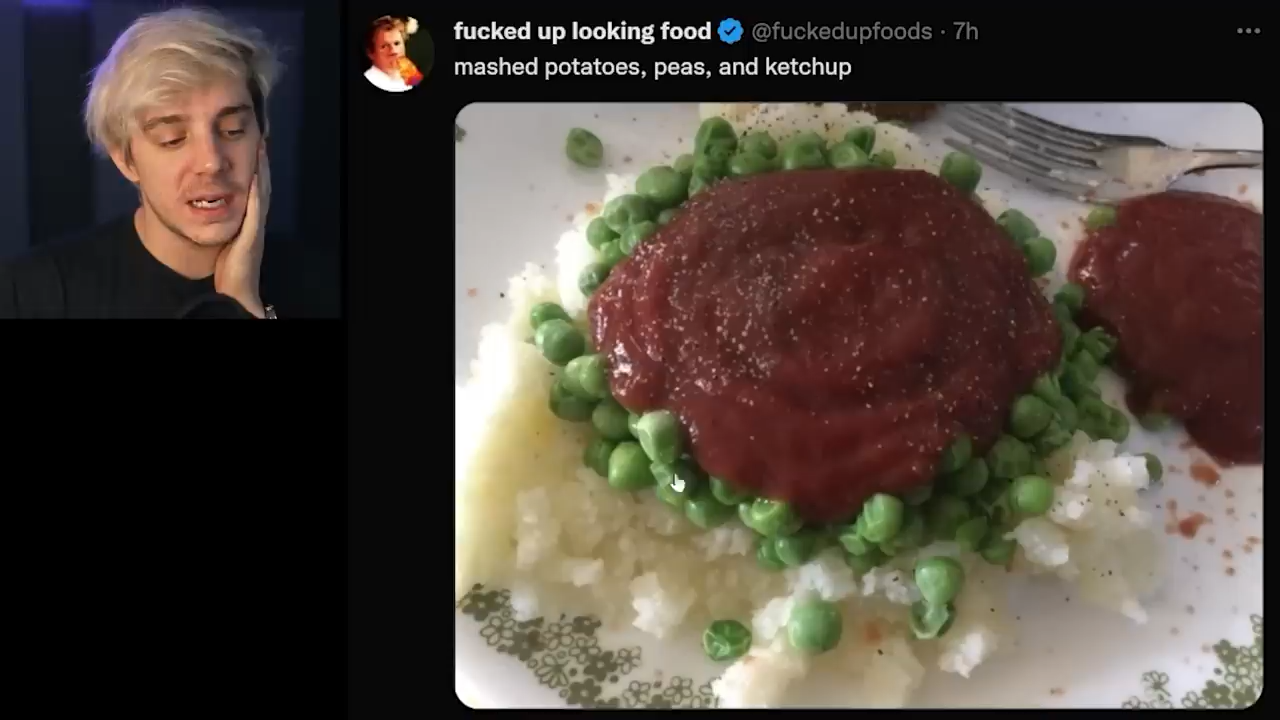 fucked up looking food @fuckedupfoods · 7h
mashed potatoes, peas, and ketchup